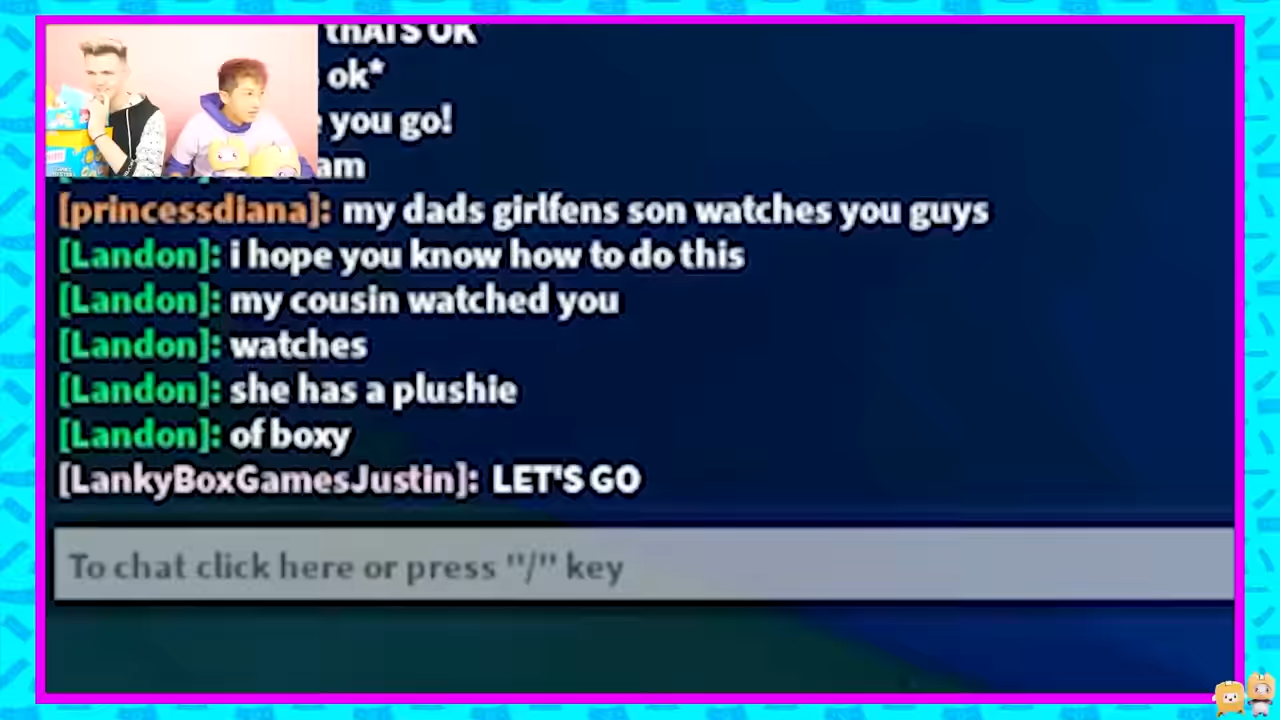 thATS OK
ok*
you go!
am
[princessdiana]: my dads girlfens son watches you guys
[Landon]: i hope you know how to do this
[Landon]: my cousin watched you
[Landon]: watches
[Landon]: she has a plushie
[Landon]: of boxy
[LankyBoxGamesJustin]: LET'S GO
To chat click here or press "/" key